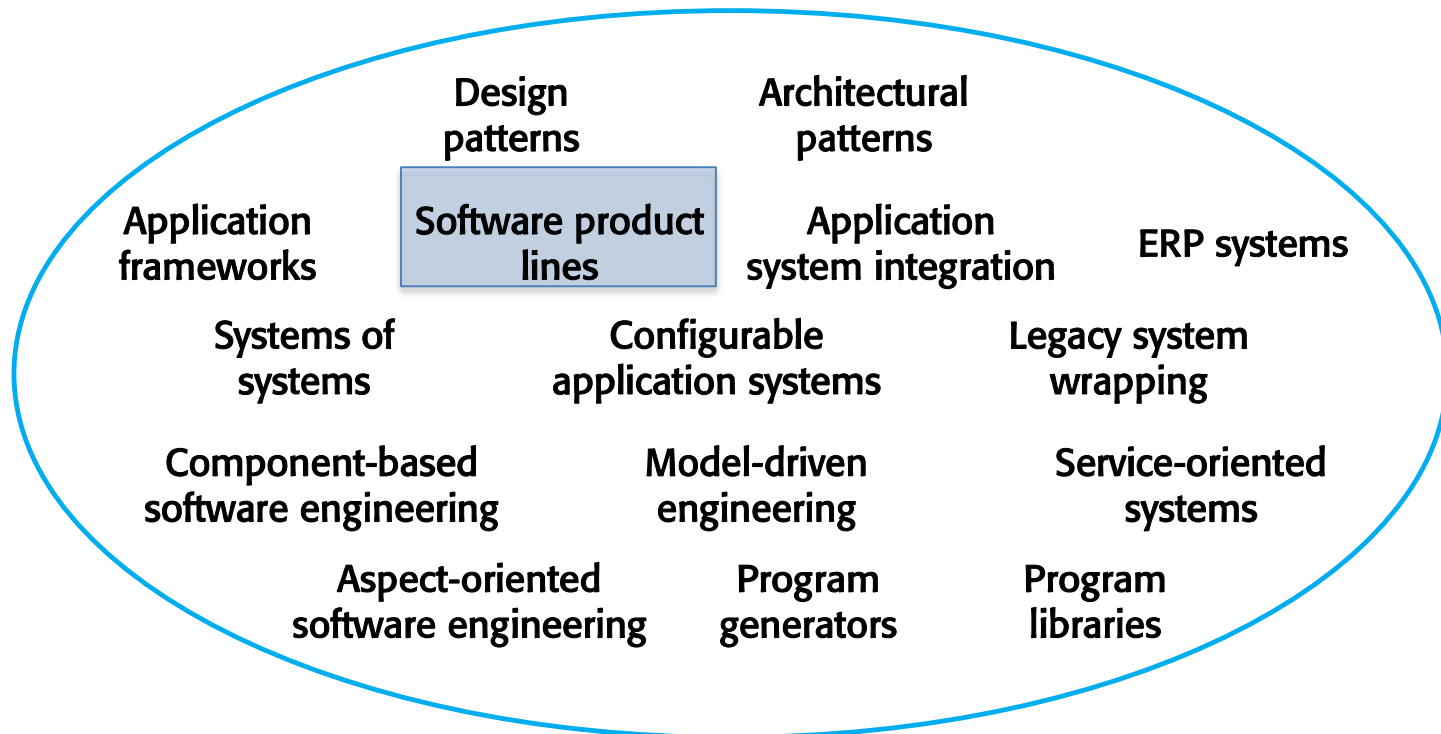 Design
patterns
Architectural
patterns
Application
frameworks
Software product
lines
Application
system integration
ERP systems
Systems of
systems
Configurable
application systems
Legacy system
wrapping
Component-based
software engineering
Model-driven
engineering
Service-oriented
systems
Aspect-oriented
software engineering
Program
generators
Program
libraries